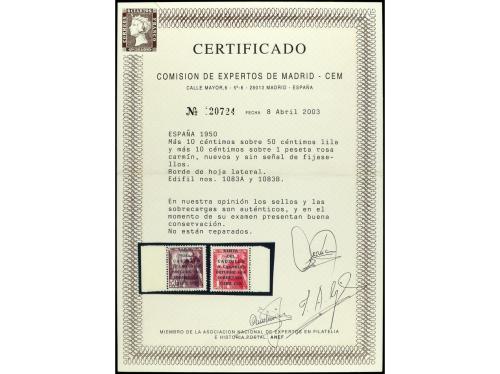 CERTIFICADO
COMISION DE EXPERTOS DE MADRID - CEM
CALLE MAYOR, 6 - 5º-6 - 28013 MADRID - ESPAÑA
№ 20724 FECHA 8 Abril 2003
ESPAÑA 1950
Más 10 céntimos sobre 50 céntimos lila
y más 10 céntimos sobre 1 peseta rosa
carmín, nuevos y sin señal de fijase-
llos.
Borde de hoja lateral.
Edifil nos. 1083A y 1083B.
En nuestra opinión los sellos y las
sobrecargas son auténticos, y en
el momento de su examen presentan buena
conservación.
No están reparados.
MIEMBRO DE LA ASOCIACION NACIONAL DE EXPERTOS EN FILATELIA
E HISTORIA POSTAL, ANEF